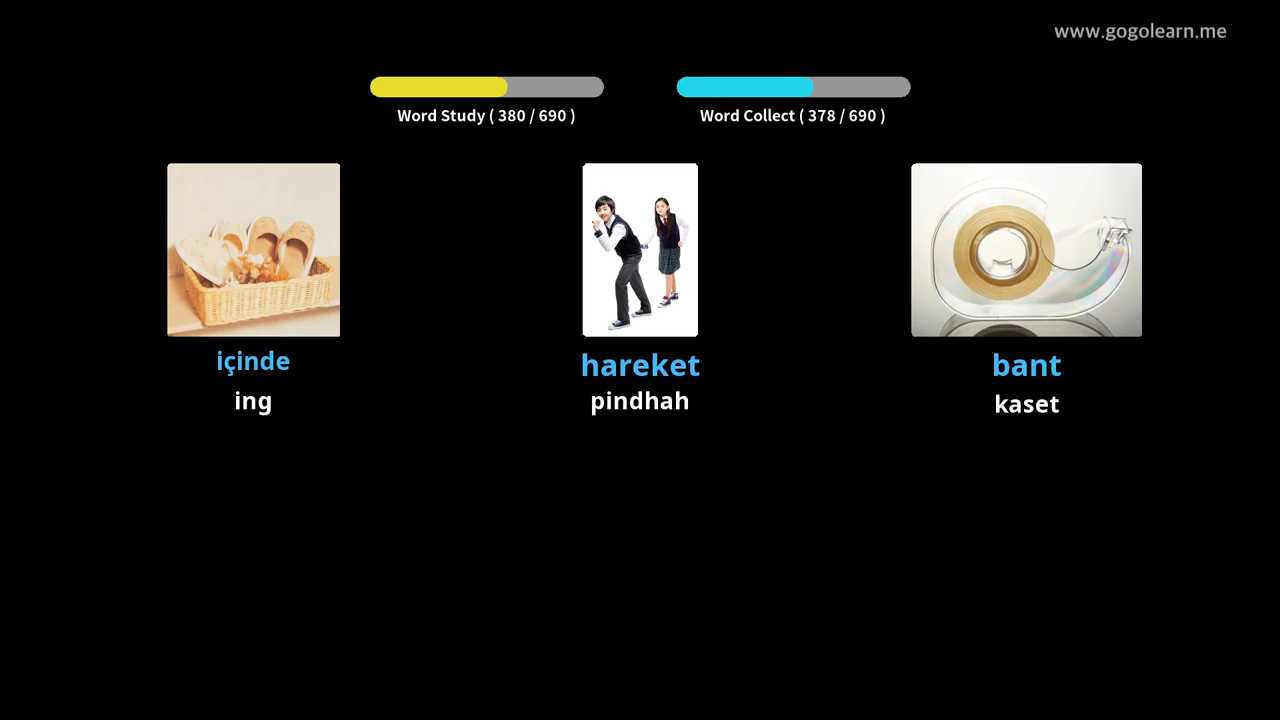 www.gogolearn.me
Word Study ( 380 / 690 )
Word Collect ( 378 / 690 )
içinde
ing
hareket
pindhah
bant
kaset